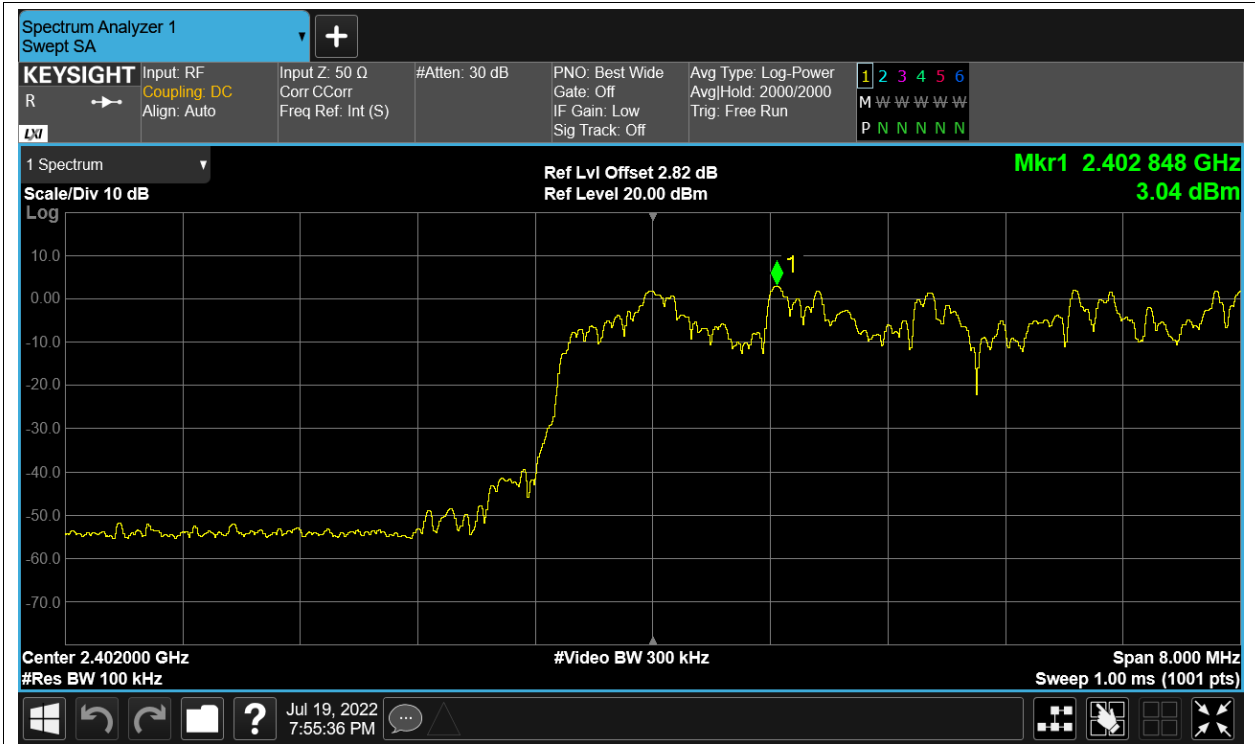 Spectrum Analyzer 1
Swept SA
+
KEYSIGHT
R
LXI
Input: RF
Coupling: DC
Align: Auto
Input Z: 50 Ω
Corr CCorr
Freq Ref: Int (S)
#Atten: 30 dB
PNO: Best Wide
Gate: Off
IF Gain: Low
Sig Track: Off
Avg Type: Log-Power
Avg|Hold: 2000/2000
Trig: Free Run
1 2 3 4 5 6
M W W W W W
P N N N N N
1 Spectrum
Scale/Div 10 dB
Ref Lvl Offset 2.82 dB
Ref Level 20.00 dBm
Mkr1 2.402 848 GHz
3.04 dBm
Log
10.0
0.00
-10.0
-20.0
-30.0
-40.0
-50.0
-60.0
-70.0
1
Center 2.402000 GHz
#Res BW 100 kHz
#Video BW 300 kHz
Span 8.000 MHz
Sweep 1.00 ms (1001 pts)
?
Jul 19, 2022
7:55:36 PM